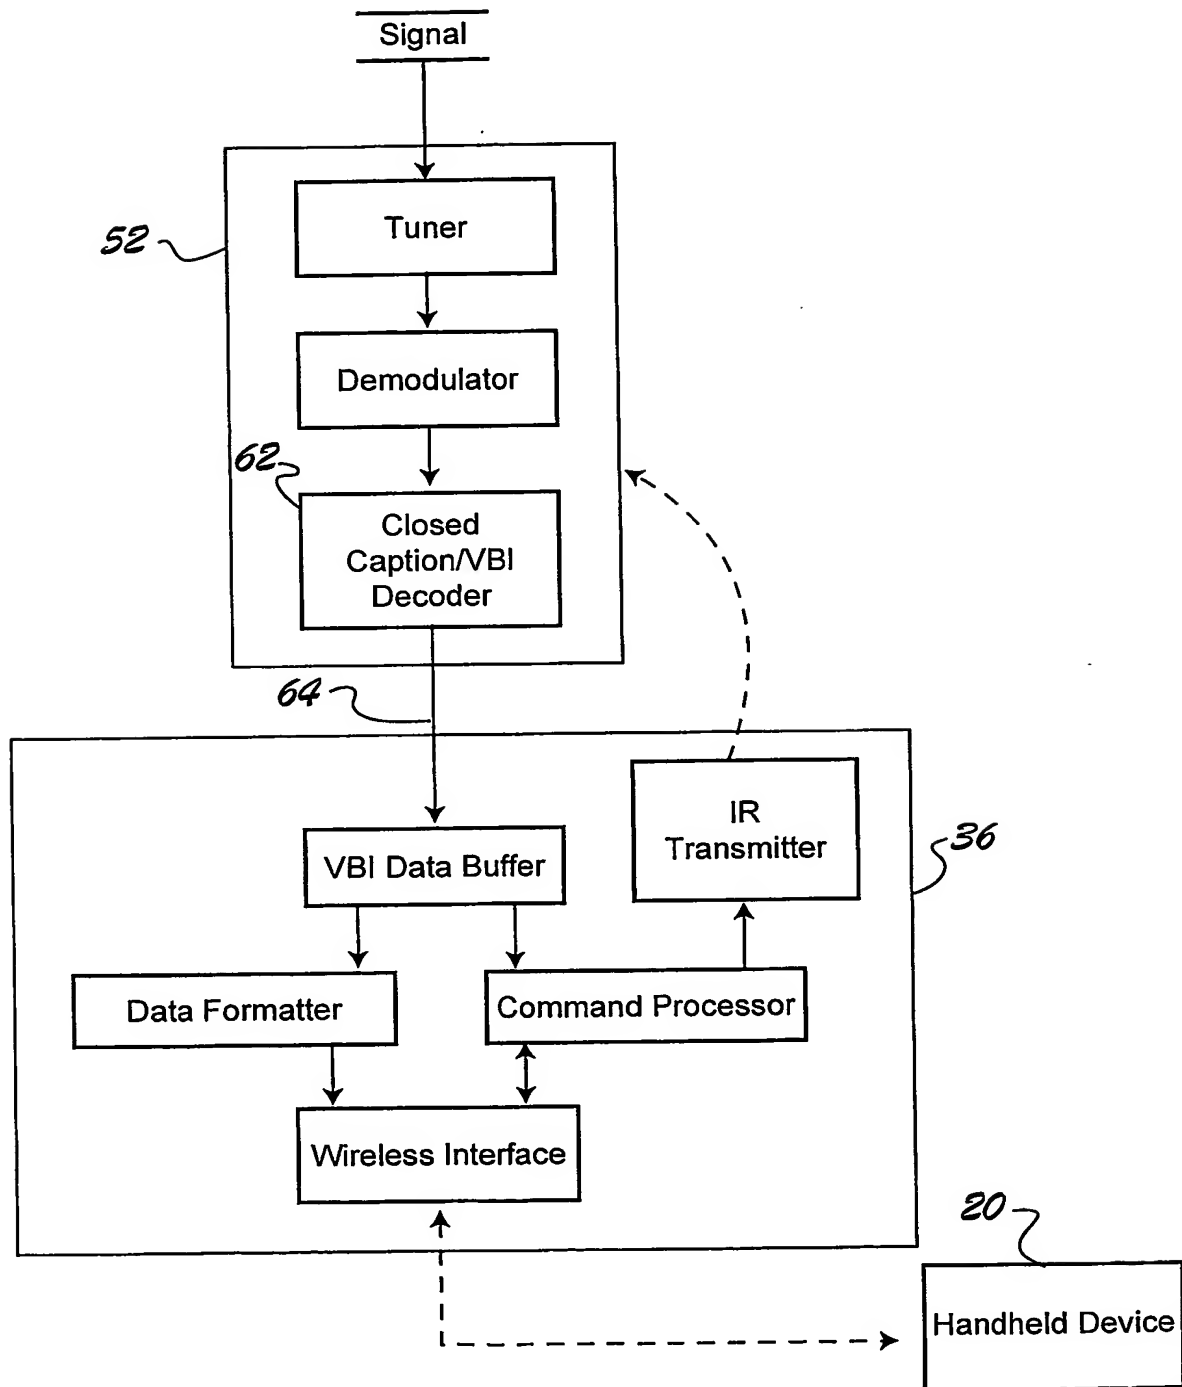 Signal
Tuner
52
Demodulator
62
Closed
Caption/VBI
Decoder
64
IR
Transmitter
36
VBI Data Buffer
Data Formatter
Command Processor
Wireless Interface
20
Handheld Device